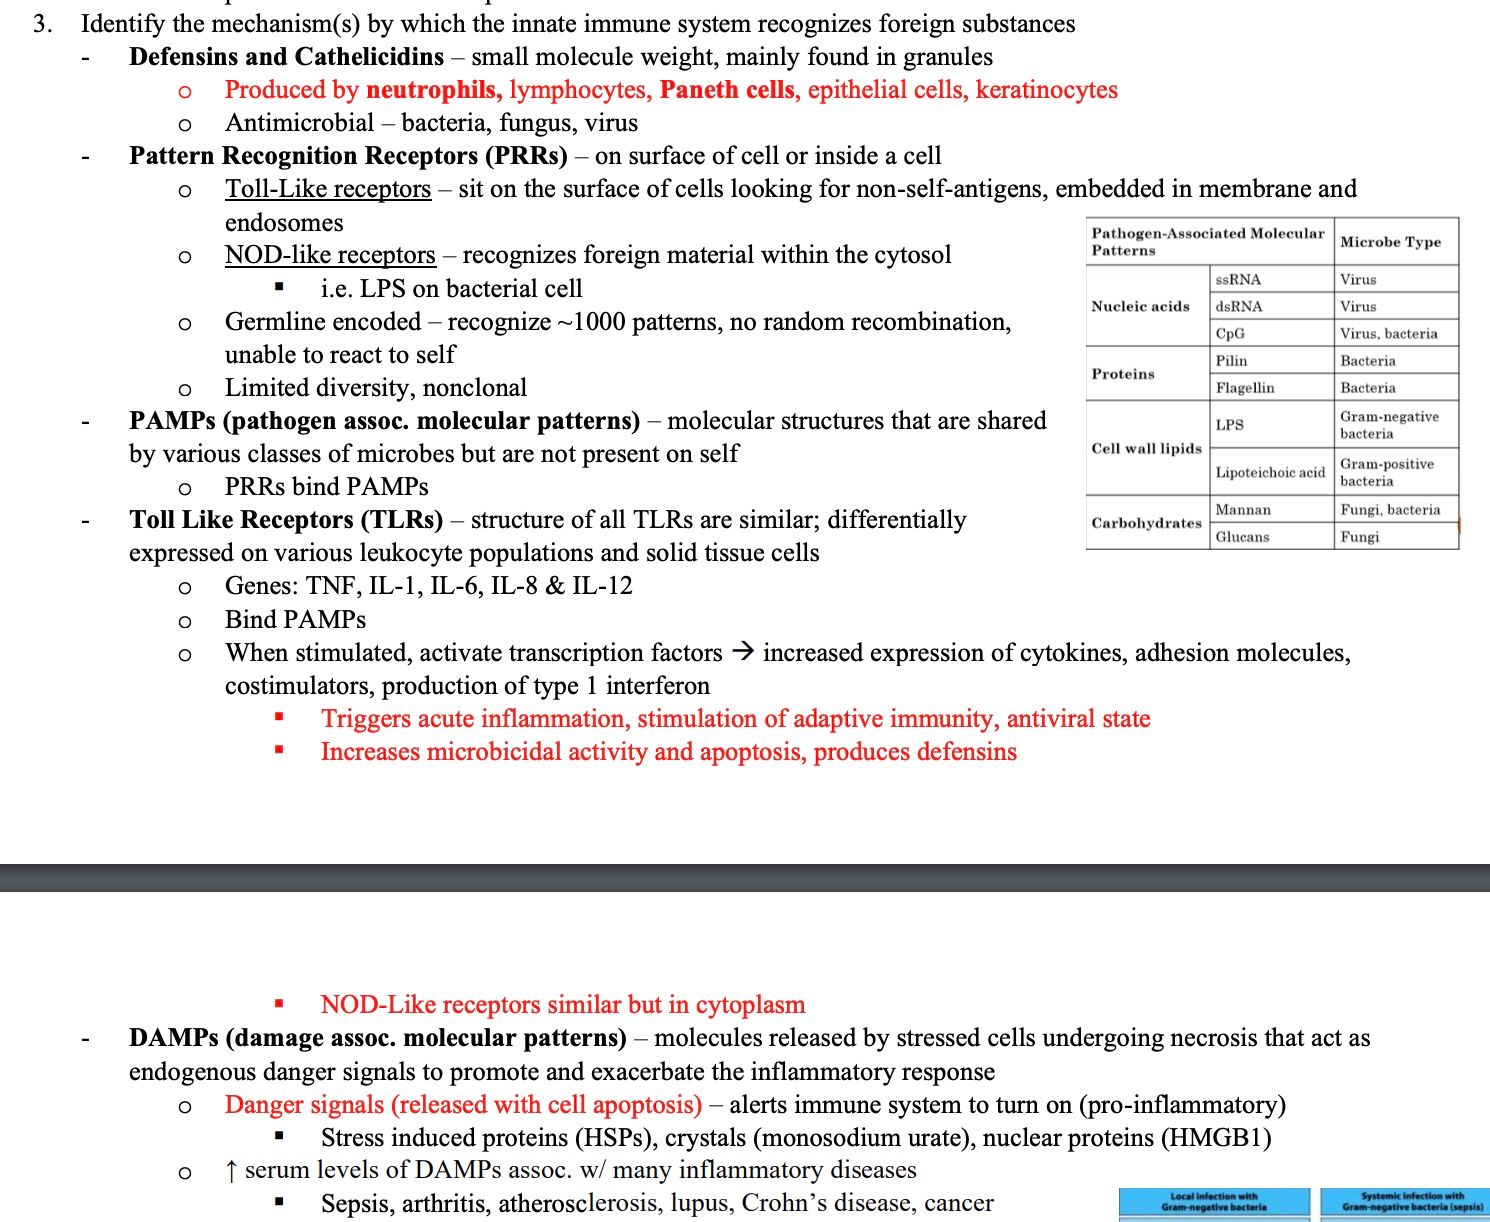 3. Identify the mechanism(s) by which the innate immune system recognizes foreign substances
- Defensins and Cathelicidins – small molecule weight, mainly found in granules
o Produced by neutrophils, lymphocytes, Paneth cells, epithelial cells, keratinocytes
o Antimicrobial – bacteria, fungus, virus
- Pattern Recognition Receptors (PRRs) – on surface of cell or inside a cell
o Toll-Like receptors – sit on the surface of cells looking for non-self-antigens, embedded in membrane and
endosomes
o NOD-like receptors – recognizes foreign material within the cytosol
▪ i.e. LPS on bacterial cell
o Germline encoded – recognize ~1000 patterns, no random recombination,
unable to react to self
o Limited diversity, nonclonal
- PAMPs (pathogen assoc. molecular patterns) – molecular structures that are shared
by various classes of microbes but are not present on self
o PRRs bind PAMPs
- Toll Like Receptors (TLRs) – structure of all TLRs are similar; differentially
expressed on various leukocyte populations and solid tissue cells
o Genes: TNF, IL-1, IL-6, IL-8 & IL-12
o Bind PAMPs
o When stimulated, activate transcription factors → increased expression of cytokines, adhesion molecules,
costimulators, production of type 1 interferon
▪ Triggers acute inflammation, stimulation of adaptive immunity, antiviral state
▪ Increases microbicidal activity and apoptosis, produces defensins
Pathogen-Associated Molecular
Patterns
Microbe Type
Nucleic acids
ssRNA Virus
dsRNA Virus
CpG Virus, bacteria
Proteins
Pilin Bacteria
Flagellin Bacteria
Cell wall lipids
LPS
Gram-negative
bacteria
Lipoteichoic acid
Gram-positive
bacteria
Carbohydrates
Mannan Fungi, bacteria
Glucans Fungi
▪ NOD-Like receptors similar but in cytoplasm
- DAMPs (damage assoc. molecular patterns) – molecules released by stressed cells undergoing necrosis that act as
endogenous danger signals to promote and exacerbate the inflammatory response
o Danger signals (released with cell apoptosis) – alerts immune system to turn on (pro-inflammatory)
▪ Stress induced proteins (HSPs), crystals (monosodium urate), nuclear proteins (HMGB1)
o ↑ serum levels of DAMPs assoc. w/ many inflammatory diseases
▪ Sepsis, arthritis, atherosclerosis, lupus, Crohn’s disease, cancer
Local infection with
Gram-negative bacteria
Systemic infection with
Gram-negative bacteria (sepsis)